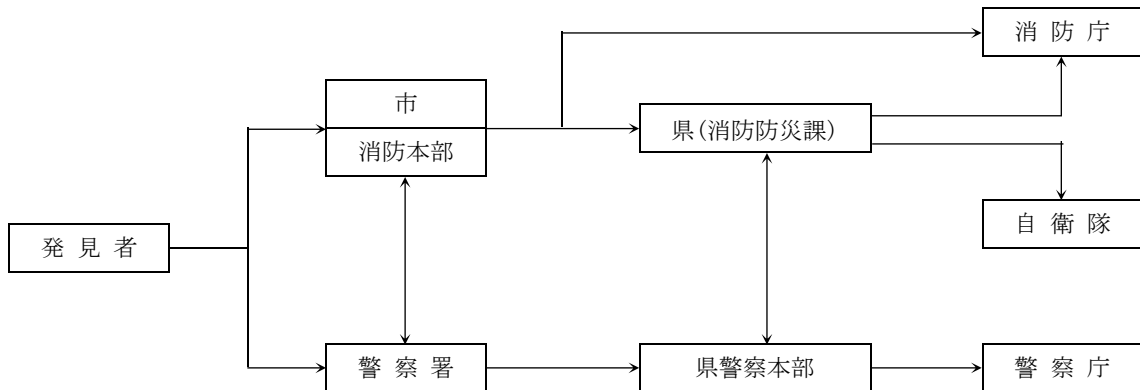 消 防 庁
市
消防本部
県(消防防災課)
自 衛 隊
発 見 者
警 察 署
県警察本部
警 察 庁